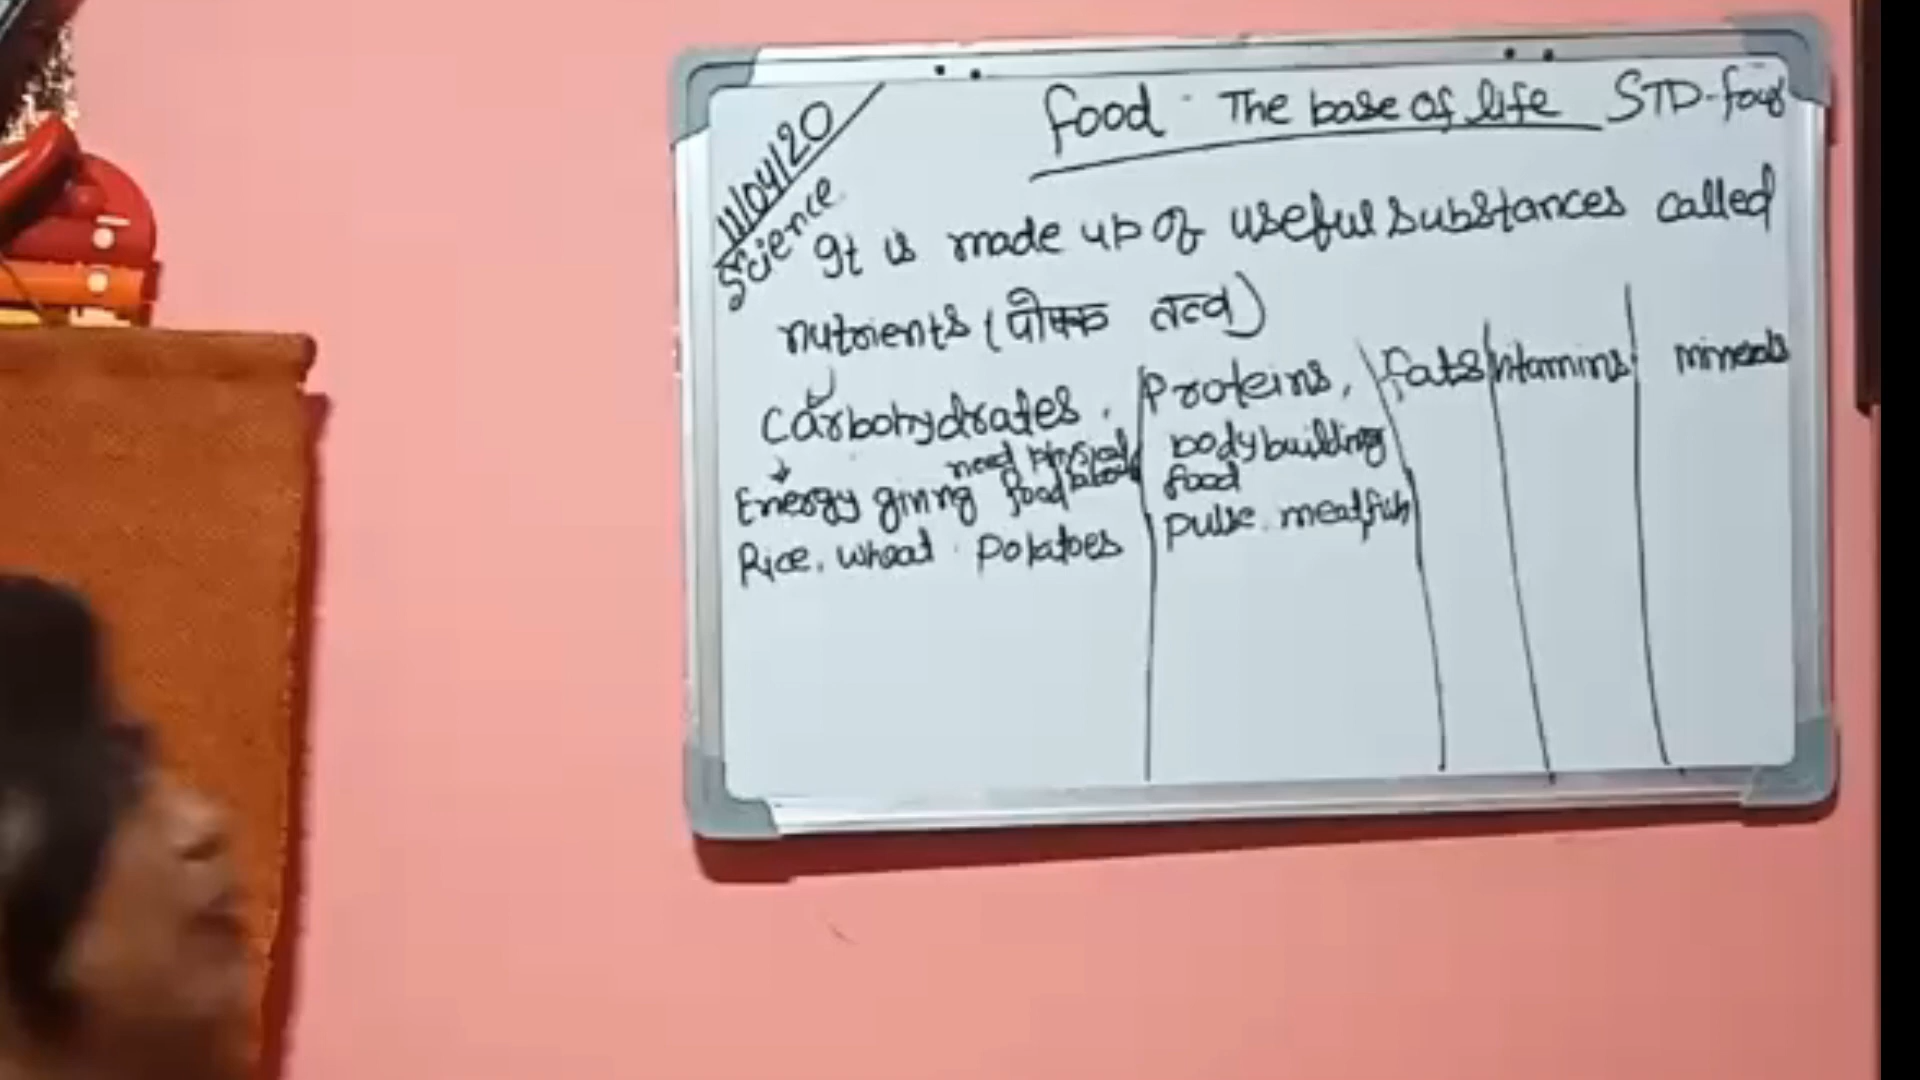 11/04/20
Science
Food - The base of life STD-four
It is made up of useful substances called
nutrients (पोषक तत्व)
Carbohydrates, Proteins, Fats Vitamins minerals
need physical
Energy giving food
Rice, wheat, potatoes
body building
food
pulse, meat, fish